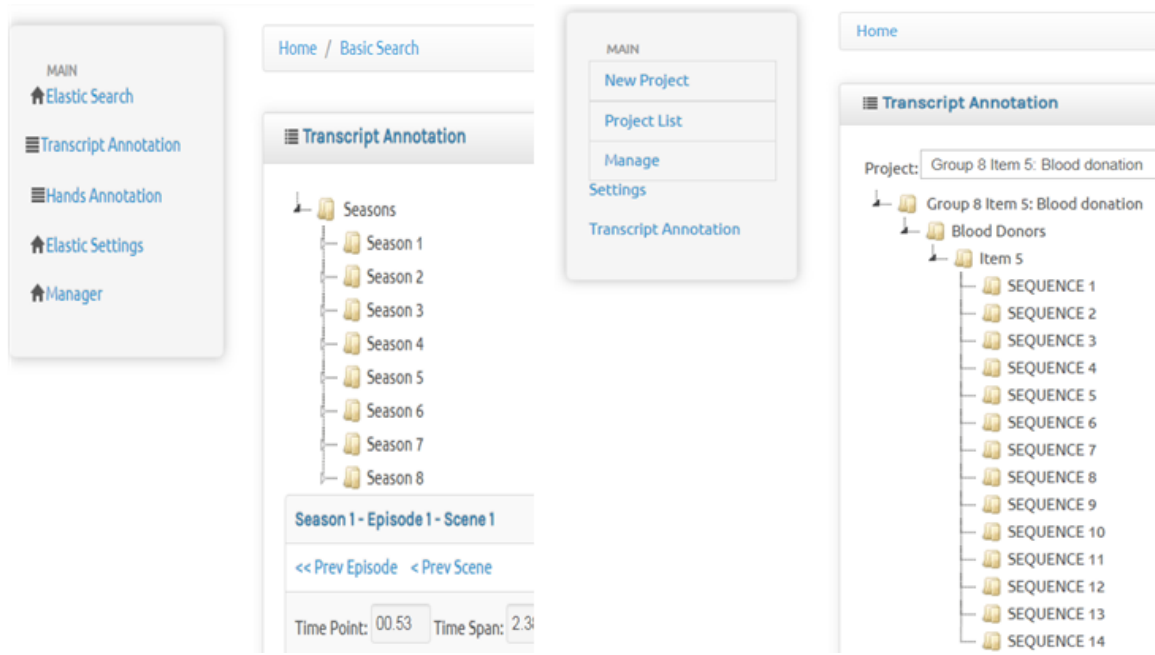 MAIN
Elastic Search
Transcript Annotation
Hands Annotation
Elastic Settings
Manager
Home / Basic Search
Transcript Annotation
Seasons
Season 1
Season 2
Season 3
Season 4
Season 5
Season 6
Season 7
Season 8
Season 1 - Episode 1 - Scene 1
<< Prev Episode < Prev Scene
Time Point: 00.53 Time Span:
MAIN
New Project
Project List
Manage
Settings
Transcript Annotation
Home
Transcript Annotation
Project: Group 8 Item 5: Blood donation
Group 8 Item 5: Blood donation
Blood Donors
Item 5
SEQUENCE 1
SEQUENCE 2
SEQUENCE 3
SEQUENCE 4
SEQUENCE 5
SEQUENCE 6
SEQUENCE 7
SEQUENCE 8
SEQUENCE 9
SEQUENCE 10
SEQUENCE 11
SEQUENCE 12
SEQUENCE 13
SEQUENCE 14